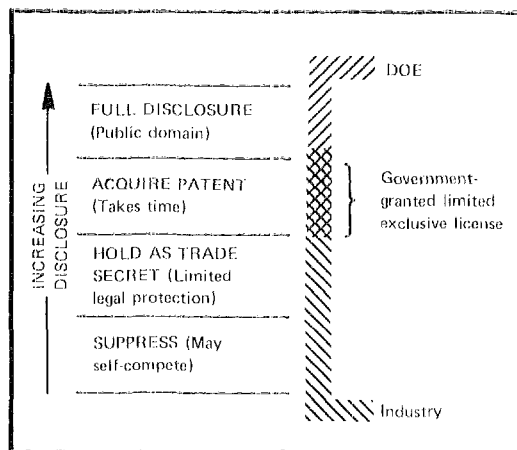 DOE
FULL DISCLOSURE
(Public domain)
ACQUIRE PATENT
(Takes time)
Government-
granted limited
exclusive license
HOLD AS TRADE
SECRET (Limited
legal protection)
SUPPRESS (May
self-compete)
Industry
INCREASING
DISCLOSURE